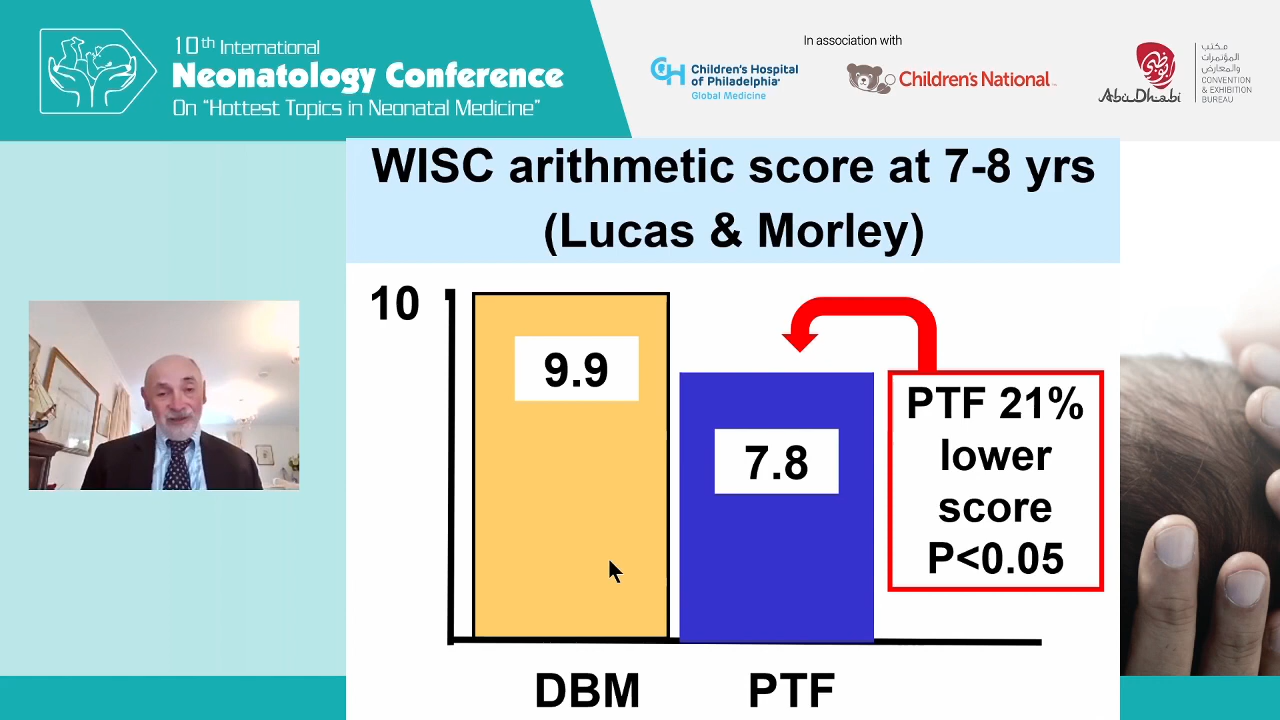 10th International
Neonatology Conference
On "Hottest Topics in Neonatal Medicine"
In association with
CH Children's Hospital
of Philadelphia
Global Medicine
Children's National
أبوظبي
Abu Dhabi
مكتب
المؤتمرات
والمعارض
CONVENTION
& EXHIBITION
BUREAU
WISC arithmetic score at 7-8 yrs
(Lucas & Morley)
10
9.9
7.8
PTF 21%
lower
score
P<0.05
DBM PTF